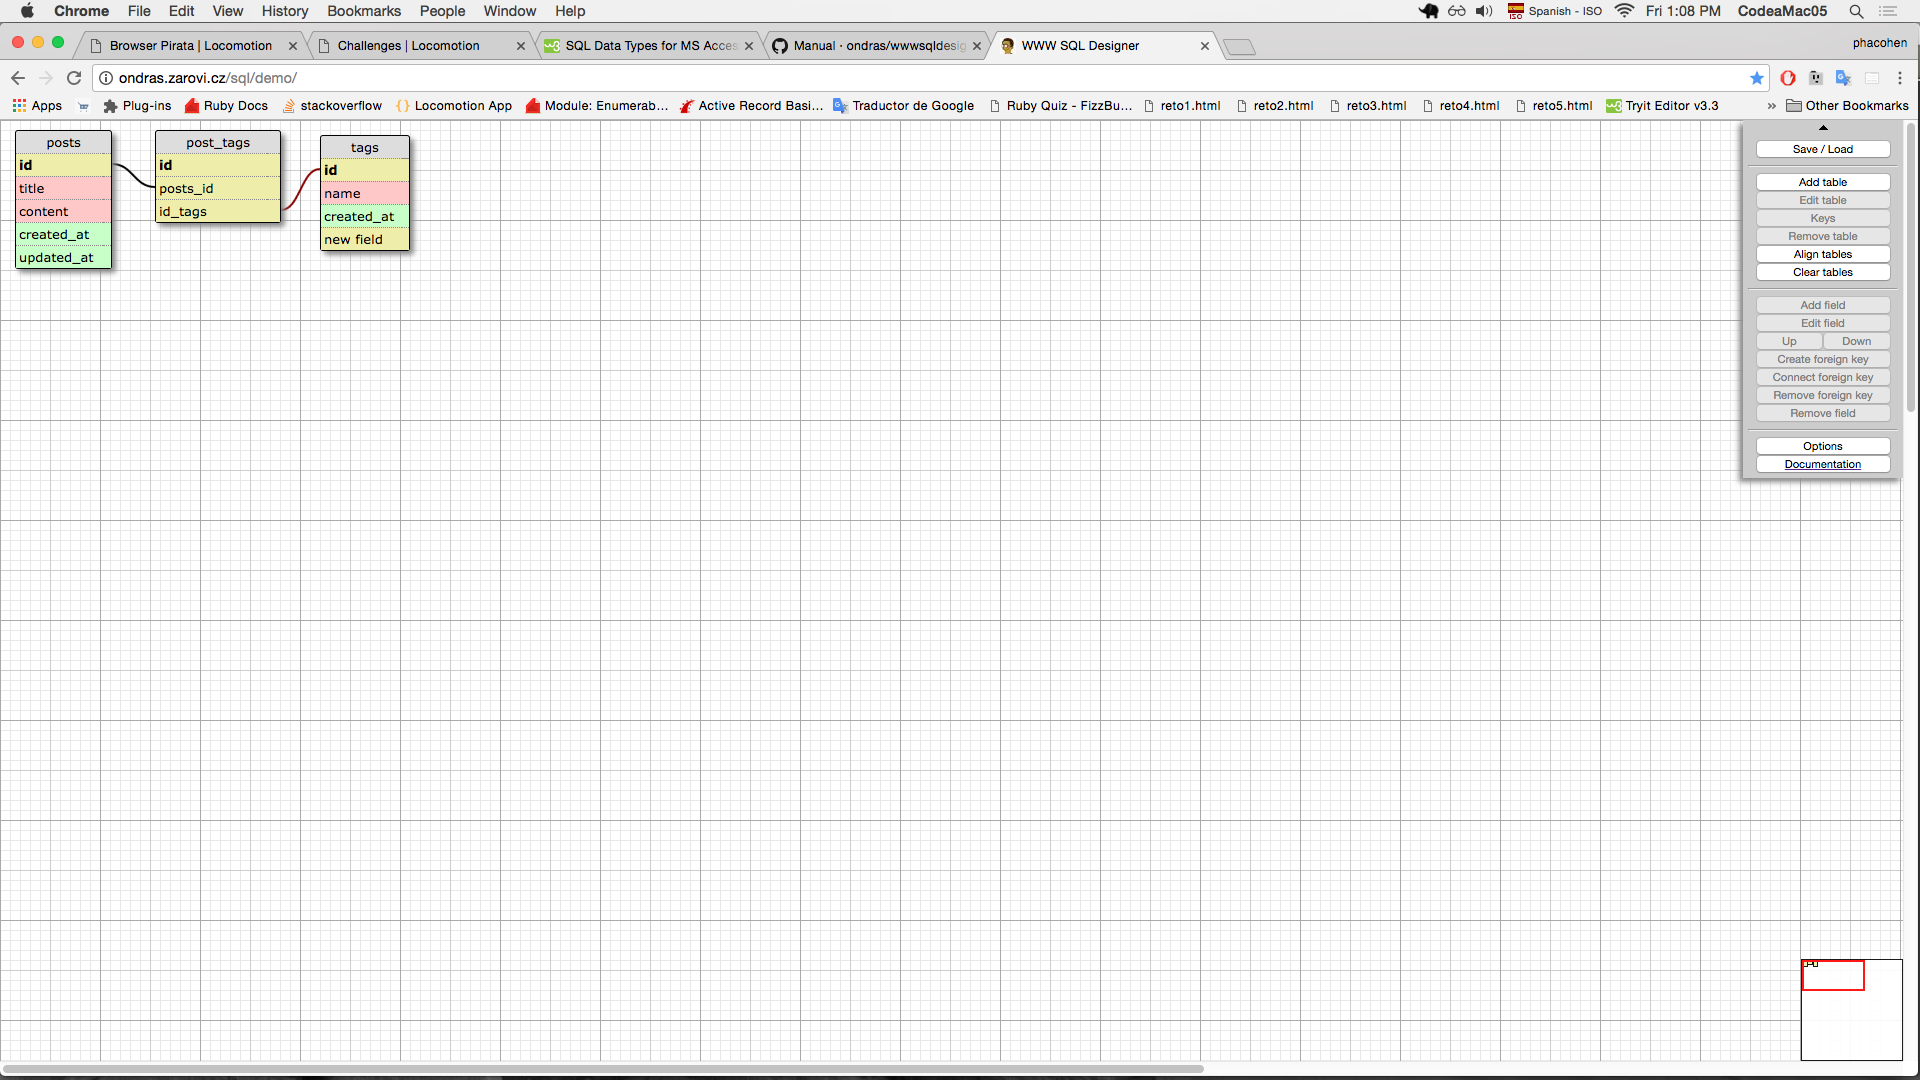 Chrome File Edit View History Bookmarks People Window Help Spanish - ISO Fri 1:08 PM CodeaMac05
Browser Pirata | Locomotion Challenges | Locomotion SQL Data Types for MS Acces Manual · ondras/wwwsqldesig WWW SQL Designer phacohen
ondras.zarovi.cz/sql/demo/
Apps Plug-ins Ruby Docs stackoverflow Locomotion App Module: Enumerab... Active Record Basi... Traductor de Google Ruby Quiz - FizzBu... reto1.html reto2.html reto3.html reto4.html reto5.html Tryit Editor v3.3 » Other Bookmarks
posts
id
title
content
created_at
updated_at
post_tags
id
posts_id
id_tags
tags
id
name
created_at
new field
Save / Load
Add table
Edit table
Keys
Remove table
Align tables
Clear tables
Add field
Edit field
Up Down
Create foreign key
Connect foreign key
Remove foreign key
Remove field
Options
Documentation